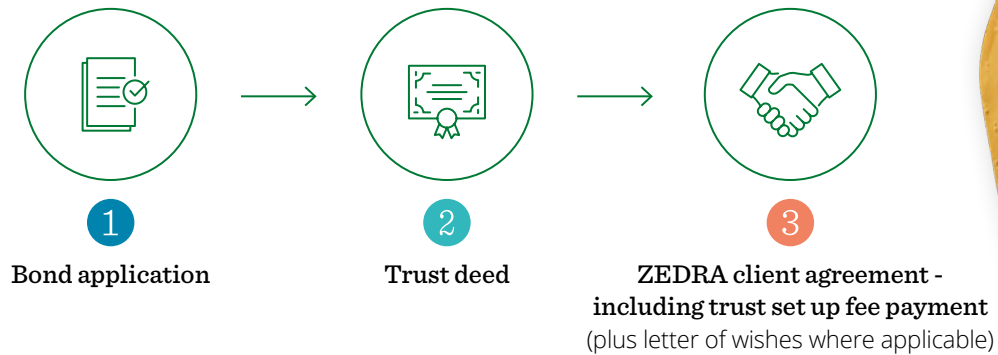 1
Bond application
2
Trust deed
3
ZEDRA client agreement -
including trust set up fee payment
(plus letter of wishes where applicable)